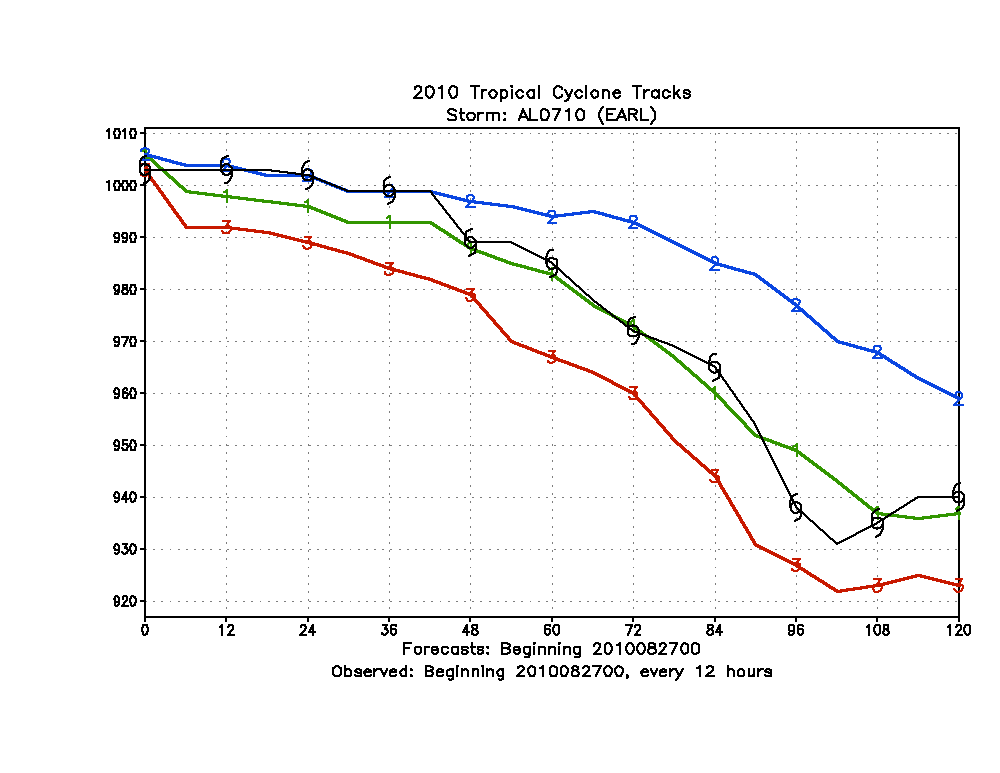 2010 Tropical Cyclone Tracks
Storm: AL0710 (EARL)
1010
1000
990
980
970
960
950
940
930
920
0 12 24 36 48 60 72 84 96 108 120
Forecasts: Beginning 2010082700
Observed: Beginning 2010082700, every 12 hours